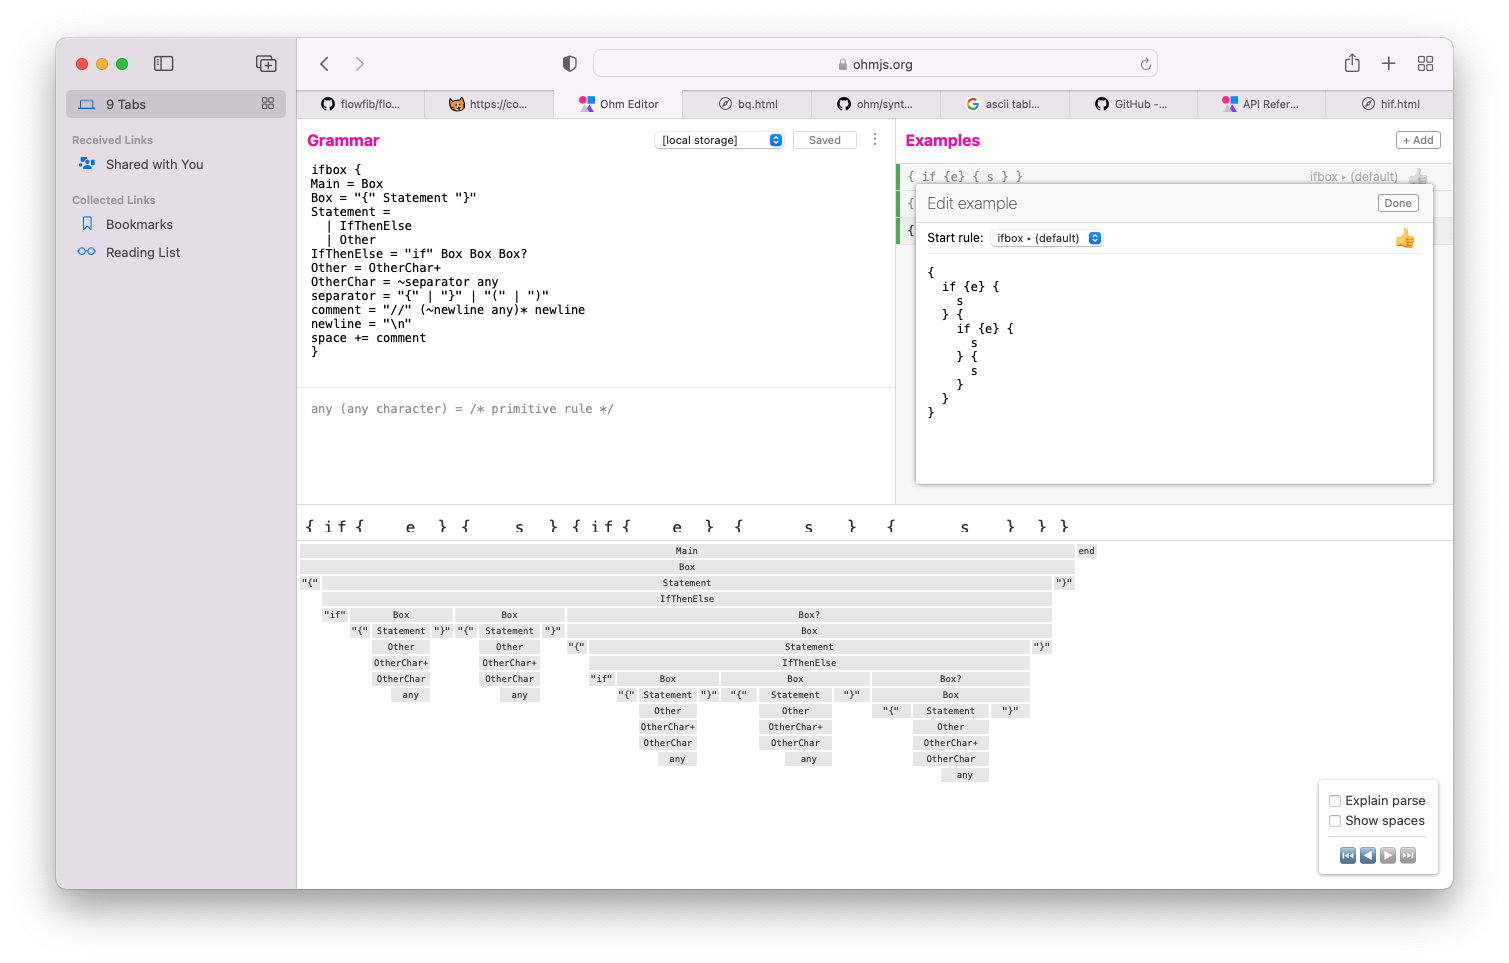 ohmjs.org
9 Tabs
flowfib/flo...
https://co...
Ohm Editor
bq.html
ohm/synt...
ascii tabl...
GitHub -...
API Refer...
hif.html
Received Links
Shared with You
Collected Links
Bookmarks
Reading List
Grammar
[local storage]
Saved
ifbox {
Main = Box
Box = "{" Statement "}"
Statement =
| IfThenElse
| Other
IfThenElse = "if" Box Box Box?
Other = OtherChar+
OtherChar = ~separator any
separator = "{" | "}" | "(" | ")"
comment = "//" (~newline any)* newline
newline = "\n"
space += comment
}
any (any character) = /* primitive rule */
Examples
+ Add
{ if {e} { s } }
ifbox ▸ (default)
{
{
Edit example
Done
Start rule:
ifbox ▸ (default)
{
if {e} {
s
} {
if {e} {
s
} {
s
}
}
}
{ if { e } { s } { if { e } { s } { s } } }
Main end
Box
"{" Statement "}"
IfThenElse
"if" Box Box Box?
"{" Statement "}" "{" Statement "}" Box
Other Other "{" Statement "}"
OtherChar+ OtherChar+ IfThenElse
OtherChar OtherChar "if" Box Box Box?
any any "{" Statement "}" "{" Statement "}" Box
Other Other "{" Statement "}"
OtherChar+ OtherChar+ Other
OtherChar OtherChar OtherChar+
any any OtherChar
any
Explain parse
Show spaces